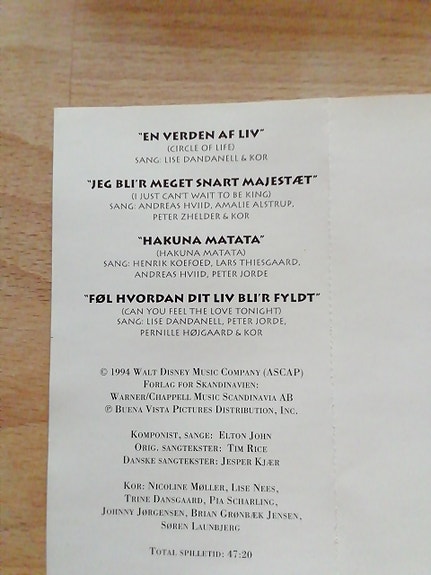 "EN VERDEN AF LIV"
(CIRCLE OF LIFE)
SANG: LISE DANDANELL & KOR
"JEG BLI'R MEGET SNART MAJESTÆT"
(I JUST CAN'T WAIT TO BE KING)
SANG: ANDREAS HVIID, AMALIE ALSTRUP,
PETER ZHELDER & KOR
"HAKUNA MATATA"
(HAKUNA MATATA)
SANG: HENRIK KOEFOED, LARS THIESGAARD,
ANDREAS HVIID, PETER JORDE
"FØL HVORDAN DIT LIV BLI'R FYLDT"
(CAN YOU FEEL THE LOVE TONIGHT)
SANG: LISE DANDANELL, PETER JORDE,
PERNILLE HØJGAARD & KOR
© 1994 WALT DISNEY MUSIC COMPANY (ASCAP)
FORLAG FOR SKANDINAVIEN:
WARNER/CHAPPELL MUSIC SCANDINAVIA AB
℗ BUENA VISTA PICTURES DISTRIBUTION, INC.
KOMPONIST, SANGE: ELTON JOHN
ORIG. SANGTEKSTER: TIM RICE
DANSKE SANGTEKSTER: JESPER KJÆR
KOR: NICOLINE MØLLER, LISE NEES,
TRINE DANSGAARD, PIA SCHARLING,
JOHNNY JØRGENSEN, BRIAN GRØNBÆK JENSEN,
SØREN LAUNBJERG
TOTAL SPILLETID: 47:20